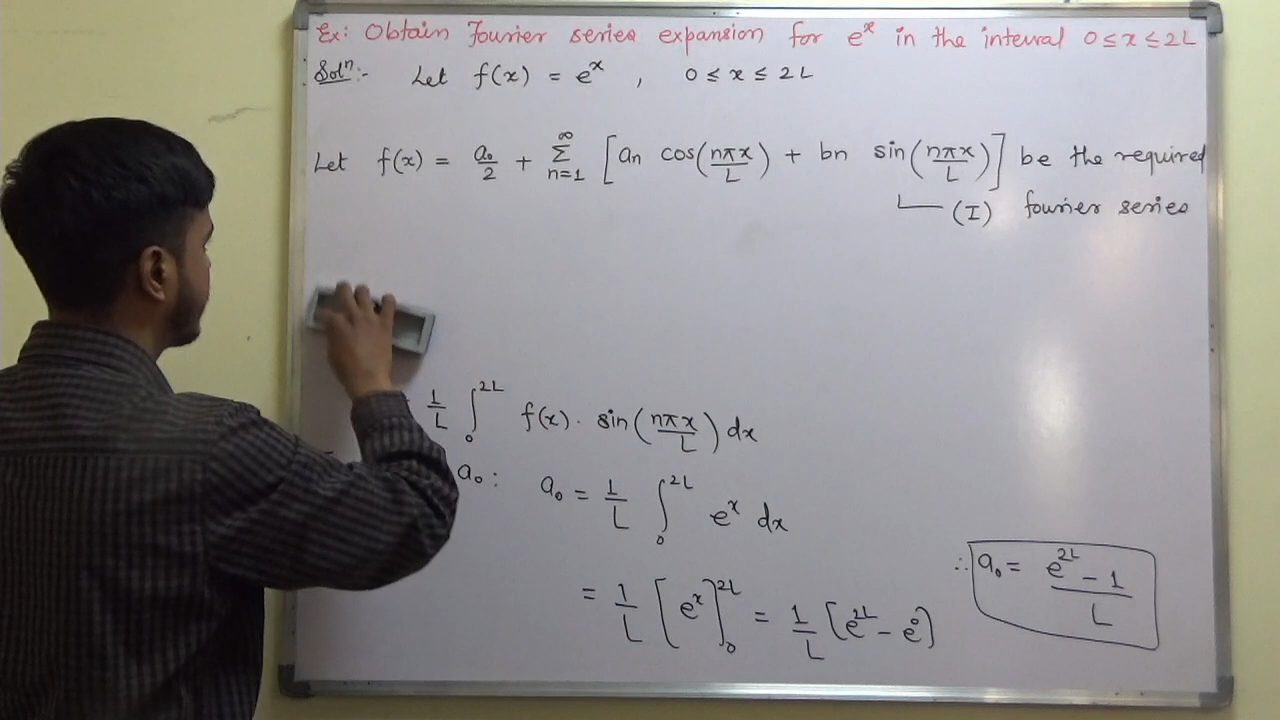 Ex: Obtain Fourier series expansion for e^x in the interval 0 ≤ x ≤ 2L
Solⁿ:- Let f(x) = e^x , 0 ≤ x ≤ 2L
Let f(x) = a₀/2 + Σ_{n=1}^{∞} [an cos(nπx/L) + bn sin(nπx/L)] be the required
(I) fourier series
1/L ∫₀^{2L} f(x). sin(nπx/L) dx
a₀: a₀ = 1/L ∫₀^{2L} e^x dx
= 1/L [e^x]₀^{2L} = 1/L [e^{2L} - e^0]
∴ a₀ = (e^{2L} - 1)/L